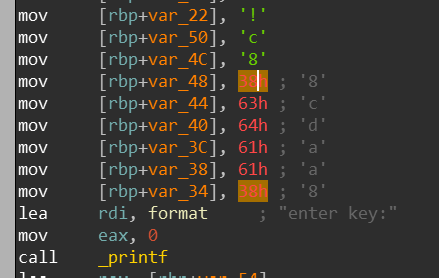 mov [rbp+var_22], '!'
mov [rbp+var_50], 'c'
mov [rbp+var_4C], '8'
mov [rbp+var_48], 38h ; '8'
mov [rbp+var_44], 63h ; 'c'
mov [rbp+var_40], 64h ; 'd'
mov [rbp+var_3C], 61h ; 'a'
mov [rbp+var_38], 61h ; 'a'
mov [rbp+var_34], 38h ; '8'
lea rdi, format ; "enter key:"
mov eax, 0
call _printf